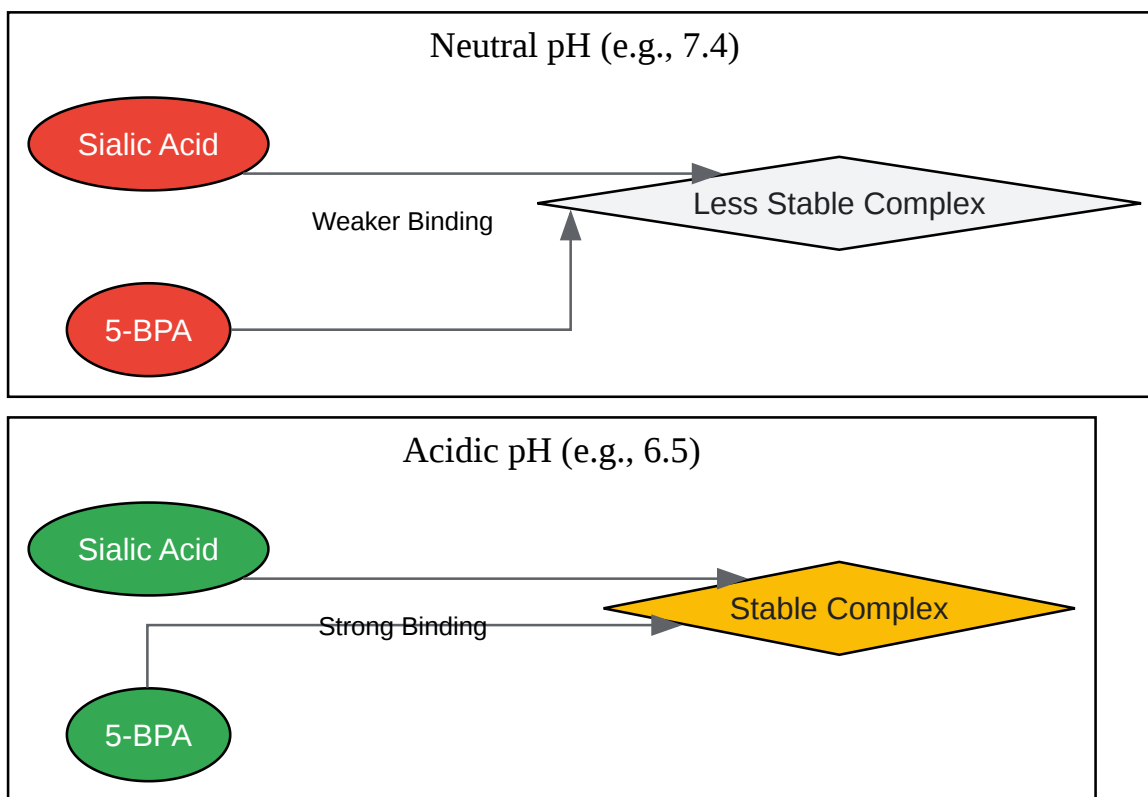 Neutral pH (e.g., 7.4)
Sialic Acid
Less Stable Complex
Weaker Binding
5-BPA
Acidic pH (e.g., 6.5)
Sialic Acid
Stable Complex
Strong Binding
5-BPA